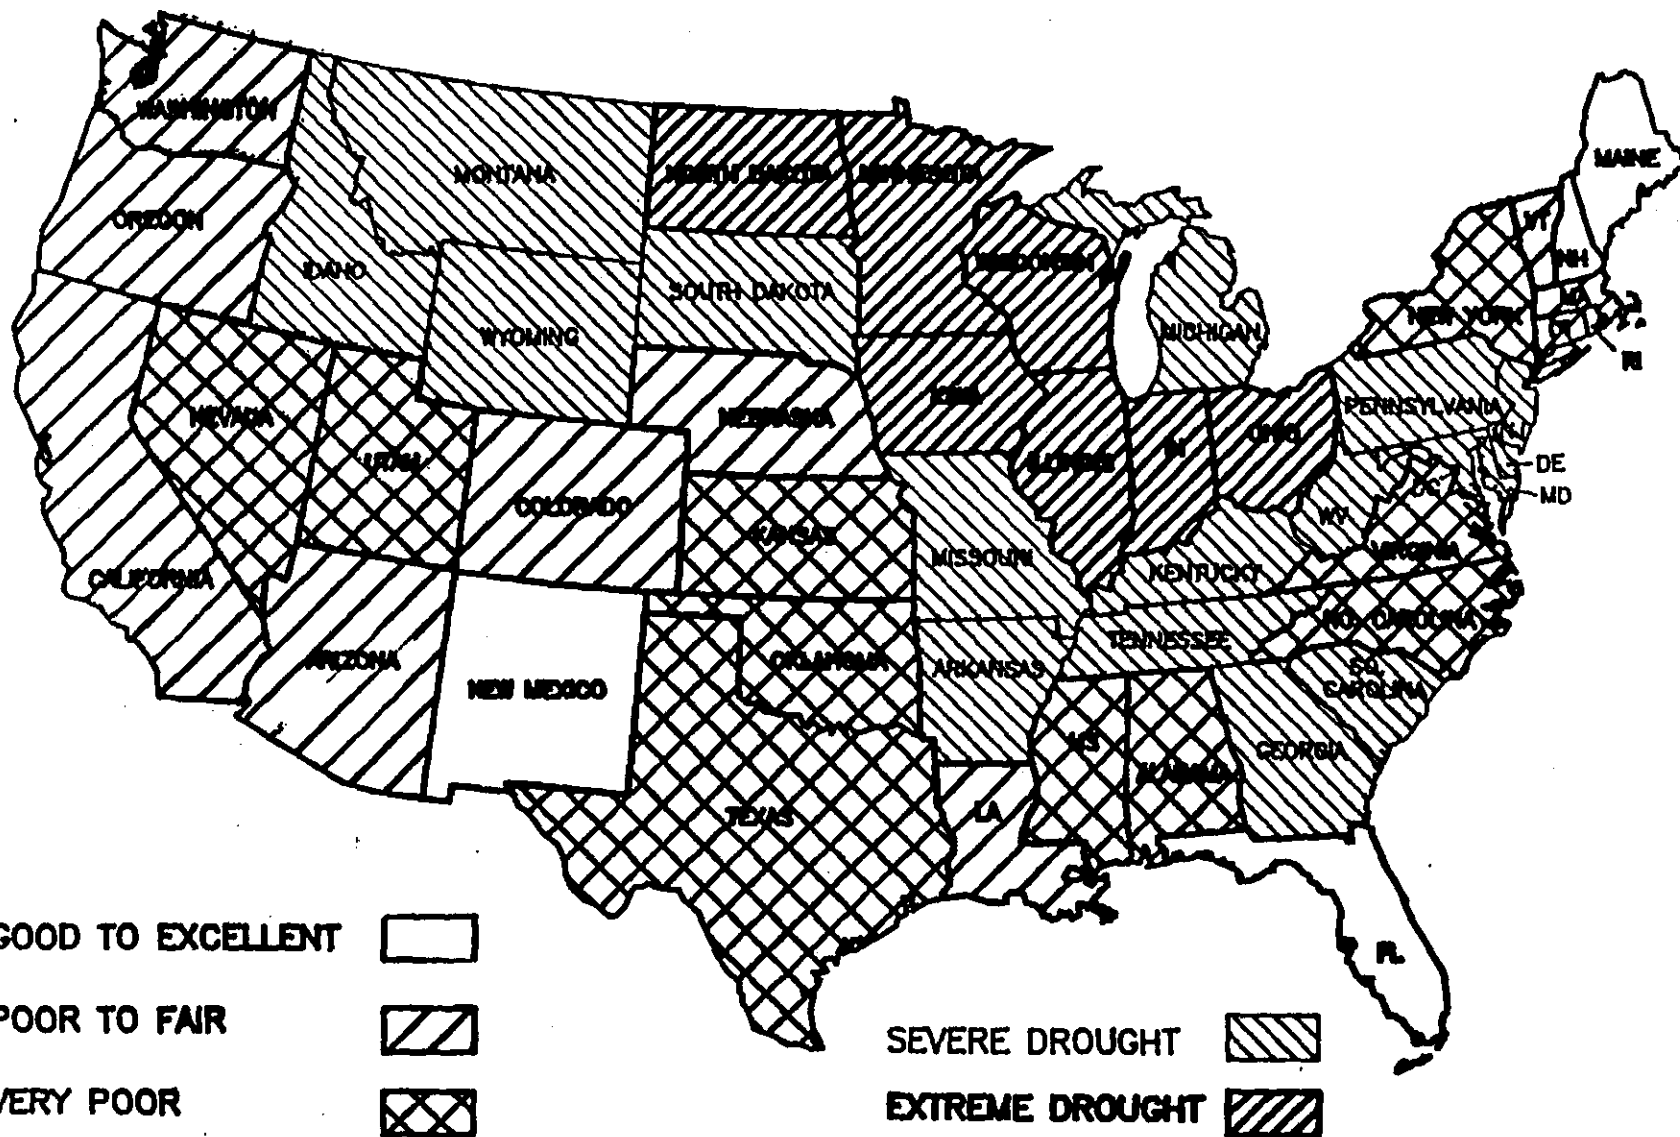 WASHINGTON
MAINE
MONTANA
NORTH DAKOTA
MINNESOTA
OREGON
VT
IDAHO
WISCONSIN
NH
SOUTH DAKOTA
MA
WYOMING
NEW YORK
CT
MICHIGAN
RI
NEVADA
NEBRASKA
IOWA
PENNSYLVANIA
UTAH
ILLINOIS
IN
OHIO
NJ
DE
COLORADO
DC
MD
KANSAS
WV
CALIFORNIA
MISSOURI
KENTUCKY
VIRGINIA
NO. CAROLINA
ARIZONA
OKLAHOMA
ARKANSAS
TENNESSEE
SO.
CAROLINA
NEW MEXICO
MS
GEORGIA
ALABAMA
TEXAS
LA
FL.
GOOD TO EXCELLENT
POOR TO FAIR
VERY POOR
SEVERE DROUGHT
EXTREME DROUGHT